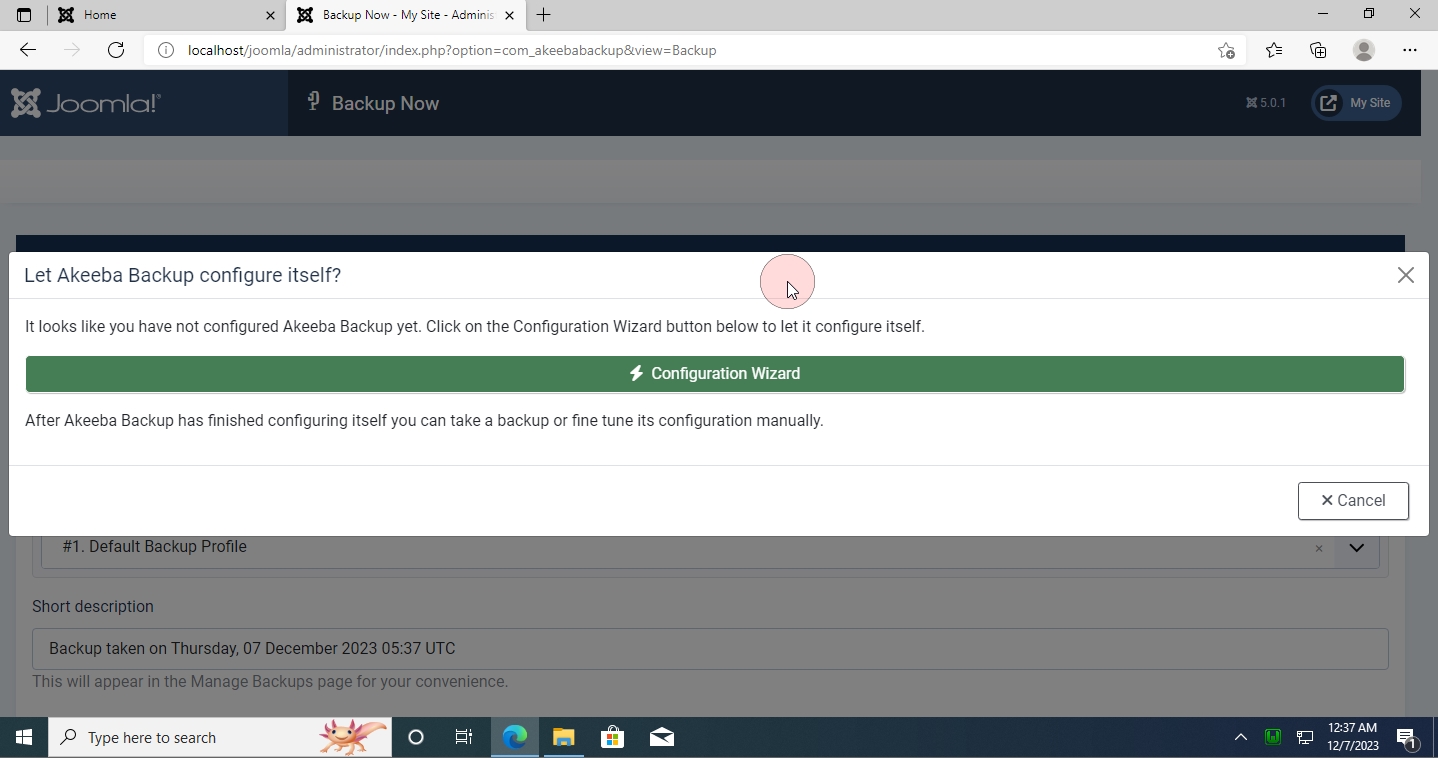 Home
Backup Now - My Site - Adminis
localhost/joomla/administrator/index.php?option=com_akeebabackup&view=Backup
Joomla!®
Backup Now
5.0.1
My Site
Let Akeeba Backup configure itself?
It looks like you have not configured Akeeba Backup yet. Click on the Configuration Wizard button below to let it configure itself.
Configuration Wizard
After Akeeba Backup has finished configuring itself you can take a backup or fine tune its configuration manually.
Cancel
#1. Default Backup Profile
Short description
Backup taken on Thursday, 07 December 2023 05:37 UTC
This will appear in the Manage Backups page for your convenience.
Type here to search
12:37 AM
12/7/2023
1